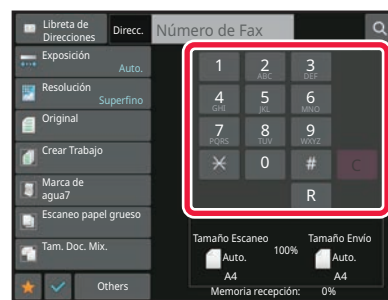 Libreta de
Direcciones
Direcc.
Número de Fax
Exposición
Auto.
Resolución
Superfino
Original
Crear Trabajo
Marca de
agua7
Escaneo papel grueso
Tam. Doc. Mix.
Others
1
2
ABC
3
DEF
4
GHI
5
JKL
6
MNO
7
PQRS
8
TUV
9
WXYZ
0
#
C
R
Tamaño Escaneo
Tamaño Envío
Auto.
100%
Auto.
A4
A4
Memoria recepción:
0%